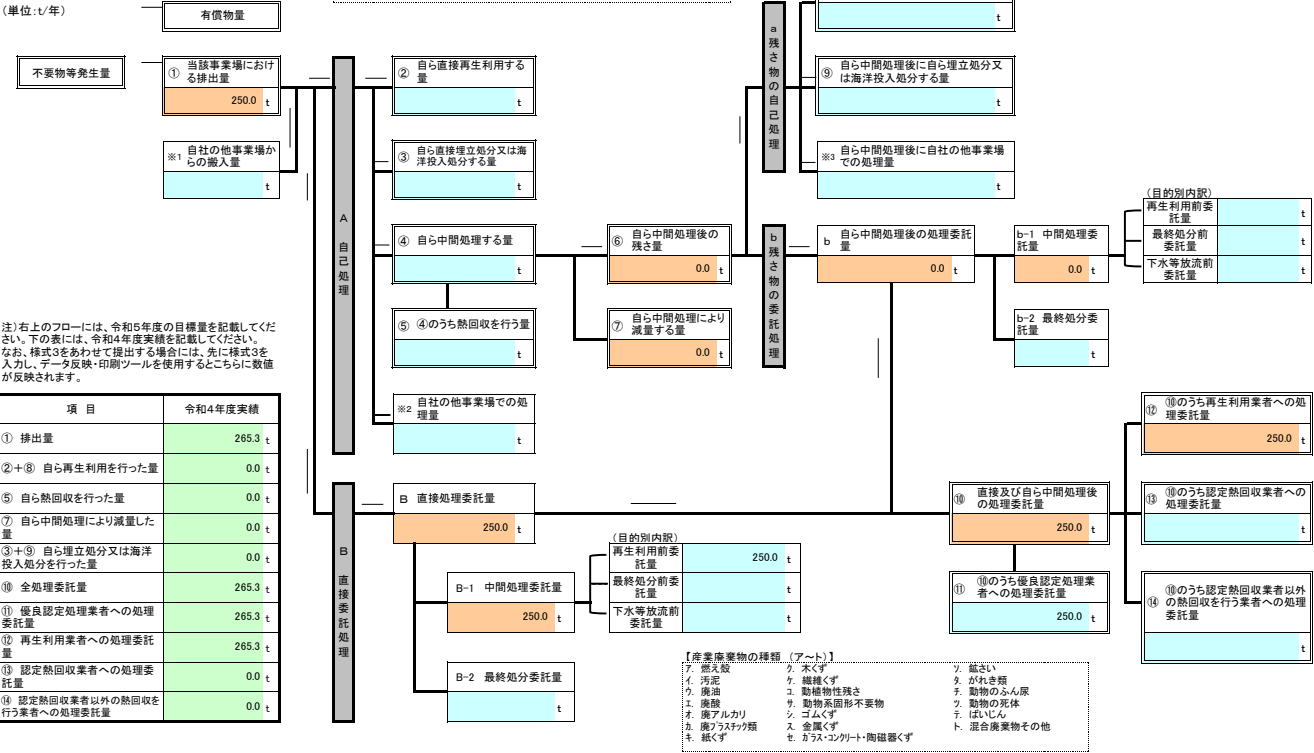 (単位:t/年)
有償物量
不要物等発生量
① 当該事業場におけ
る排出量
250.0 t
※1 自社の他事業場か
らの搬入量
t
A
自
己
処
理
② 自ら直接再生利用する
量
t
③ 自ら直接埋立処分又は海
洋投入処分する量
t
④ 自ら中間処理する量
t
⑤ ④のうち熱回収を行う量
t
※2 自社の他事業場での処
理量
t
⑥ 自ら中間処理後の
残さ量
0.0 t
⑦ 自ら中間処理により
減量する量
0.0 t
a
残
さ
物
の
自
己
処
理
t
⑨ 自ら中間処理後に自ら埋立処分又
は海洋投入処分する量
t
※3 自ら中間処理後に自社の他事業場
での処理量
t
b
残
さ
物
の
委
託
処
理
b 自ら中間処理後の処理委託
量
0.0 t
b-1 中間処理委
託量
0.0 t
b-2 最終処分委
託量
t
(目的別内訳)
再生利用前委
託量
t
最終処分前
委託量
t
下水等放流前
委託量
t
注)右上のフローには、令和5年度の目標量を記載してくだ
さい。下の表には、令和4年度実績を記載してください。
なお、様式3をあわせて提出する場合には、先に様式3を
入力し、データ反映・印刷ツールを使用するとこちらに数値
が反映されます。
項 目 令和4年度実績
① 排出量 265.3 t
②+⑧ 自ら再生利用を行った量 0.0 t
⑤ 自ら熱回収を行った量 0.0 t
⑦ 自ら中間処理により減量した
量 0.0 t
③+⑨ 自ら埋立処分又は海洋
投入処分を行った量 0.0 t
⑩ 全処理委託量 265.3 t
⑪ 優良認定処理業者への処理
委託量 265.3 t
⑫ 再生利用業者への処理委託
量 265.3 t
⑬ 認定熱回収業者への処理委
託量 0.0 t
⑭ 認定熱回収業者以外の熱回収を
行う業者への処理委託量 0.0 t
B
直
接
委
託
処
理
B 直接処理委託量
250.0 t
B-1 中間処理委託量
250.0 t
B-2 最終処分委託量
t
(目的別内訳)
再生利用前委
託量
250.0 t
最終処分前委
託量
t
下水等放流前
委託量
t
⑩ 直接及び自ら中間処理後
の処理委託量
250.0 t
⑪ ⑩のうち優良認定処理業
者への処理委託量
250.0 t
⑫ ⑩のうち再生利用業者への処
理委託量
250.0 t
⑬ ⑩のうち認定熱回収業者への
処理委託量
t
⑭ ⑩のうち認定熱回収業者以外
の熱回収を行う業者への処理
委託量
t
【産業廃棄物の種類 (ア~ト)】
ア. 燃え殻
イ. 汚泥
ウ. 廃油
エ. 廃酸
オ. 廃アルカリ
カ. 廃プラスチック類
キ. 紙くず
ク. 木くず
ケ. 繊維くず
コ. 動植物性残さ
サ. 動物系固形不要物
シ. ゴムくず
ス. 金属くず
セ. ガラス・コンクリート・陶磁器くず
ソ. 鉱さい
タ. がれき類
チ. 動物のふん尿
ツ. 動物の死体
テ. ばいじん
ト. 混合廃棄物その他